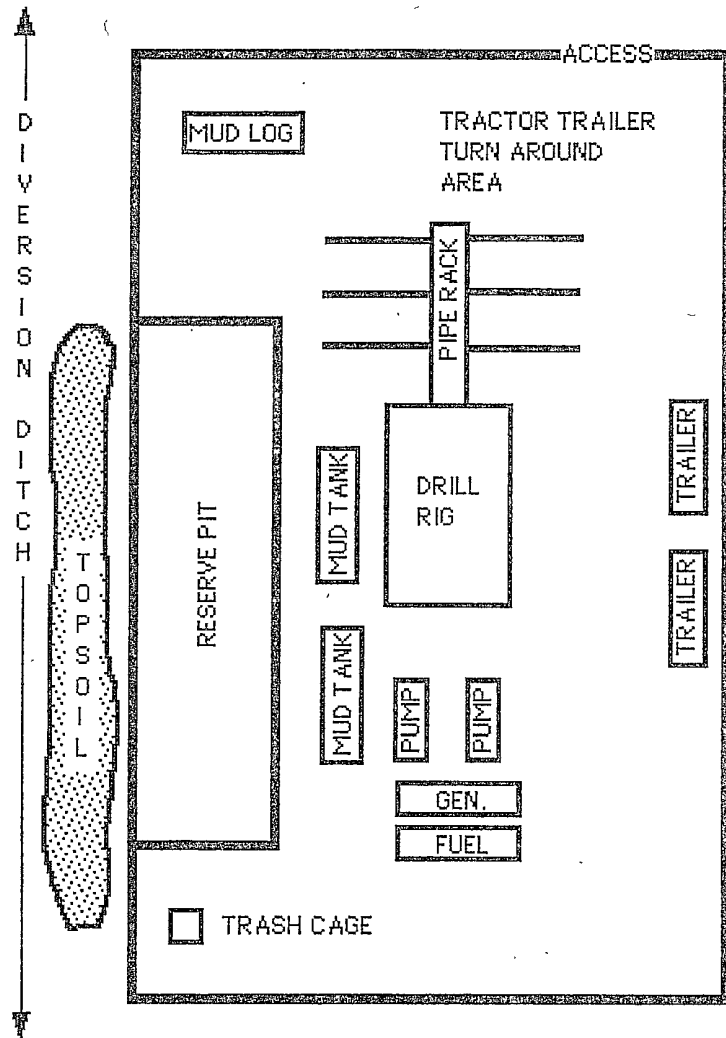 ACCESS
MUD LOG
TRACTOR TRAILER
TURN AROUND
AREA
DIVERSION DITCH
PIPE RACK
TRAILER
DRILL
RIG
MUD TANK
RESERVE PIT
TOPSOIL
TRAILER
MUD TANK
PUMP
PUMP
GEN.
FUEL
TRASH CAGE